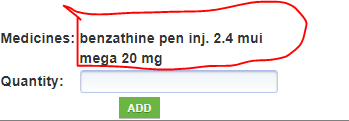 Medicines: benzathine pen inj. 2.4 mui
mega 20 mg
Quantity:
ADD